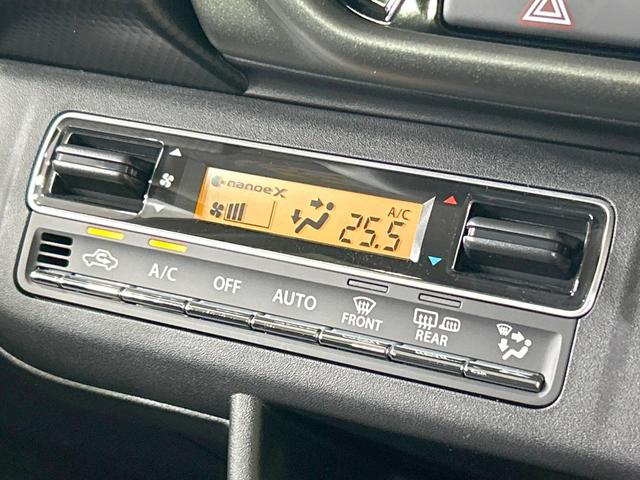 nanoeX
A/C
25.5
A/C
OFF
AUTO
FRONT
REAR